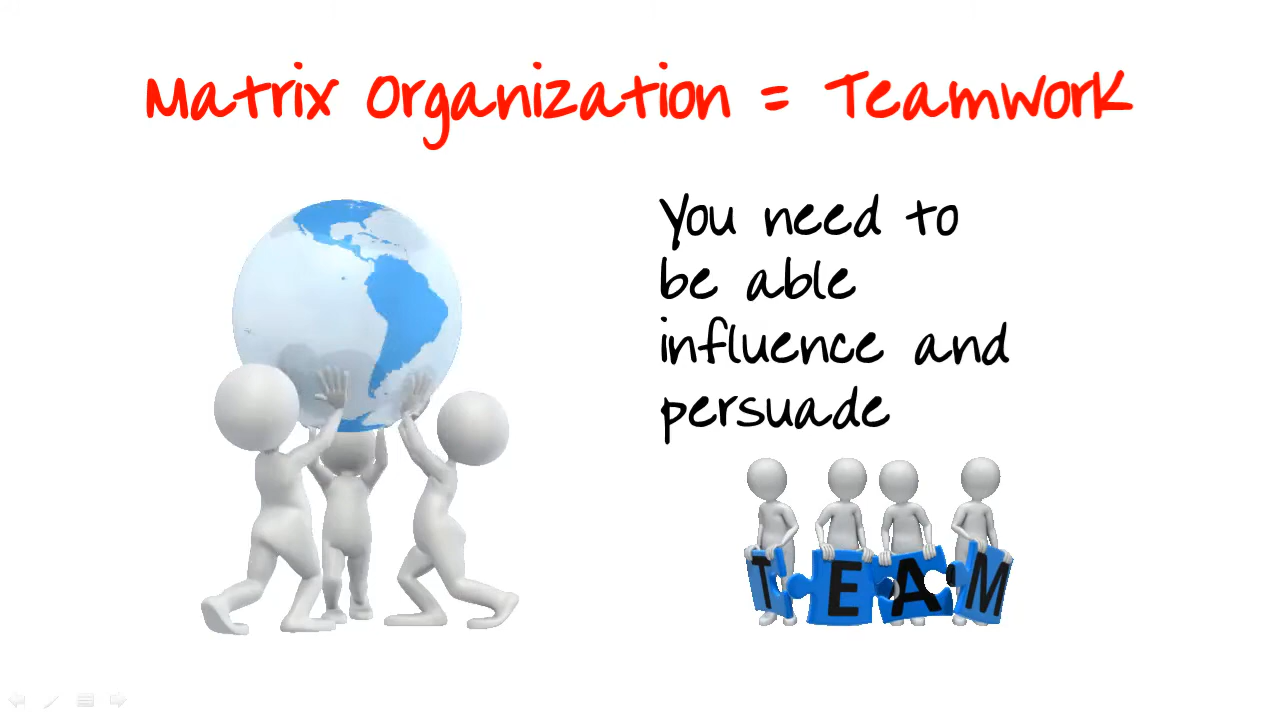 Matrix Organization = Teamwork
You need to
be able
influence and
persuade
TEAM